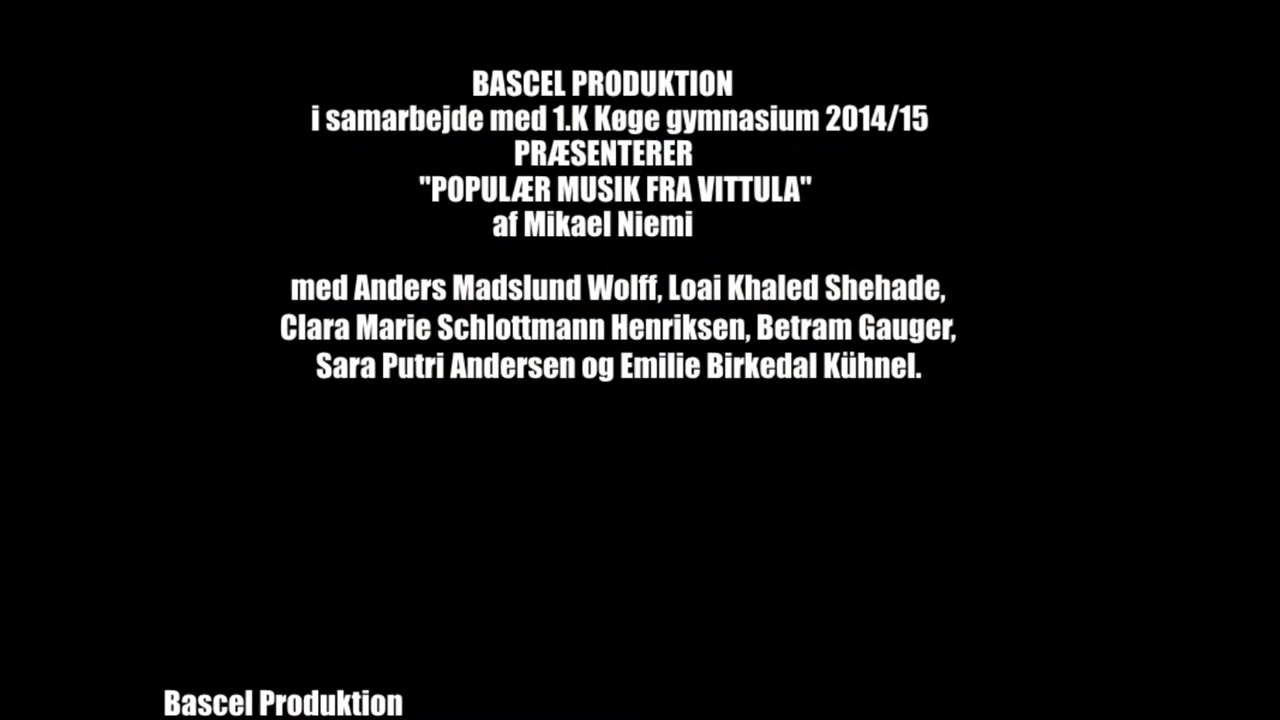 BASCEL PRODUKTION
i samarbejde med 1.K Køge gymnasium 2014/15
PRÆSENTERER
"POPULÆR MUSIK FRA VITTULA"
af Mikael Niemi
med Anders Madslund Wolff, Loai Khaled Shehade,
Clara Marie Schlottmann Henriksen, Betram Gauger,
Sara Putri Andersen og Emilie Birkedal Kühnel.
Bascel Produktion